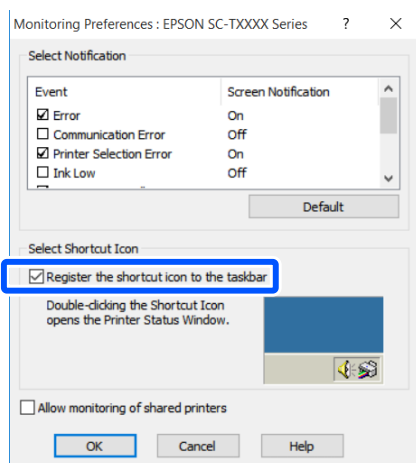 Monitoring Preferences : EPSON SC-TXXXX Series ? ×
Select Notification
Event Screen Notification
Error On
Communication Error Off
Printer Selection Error On
Ink Low Off
Default
Select Shortcut Icon
Register the shortcut icon to the taskbar
Double-clicking the Shortcut Icon
opens the Printer Status Window.
Allow monitoring of shared printers
OK Cancel Help